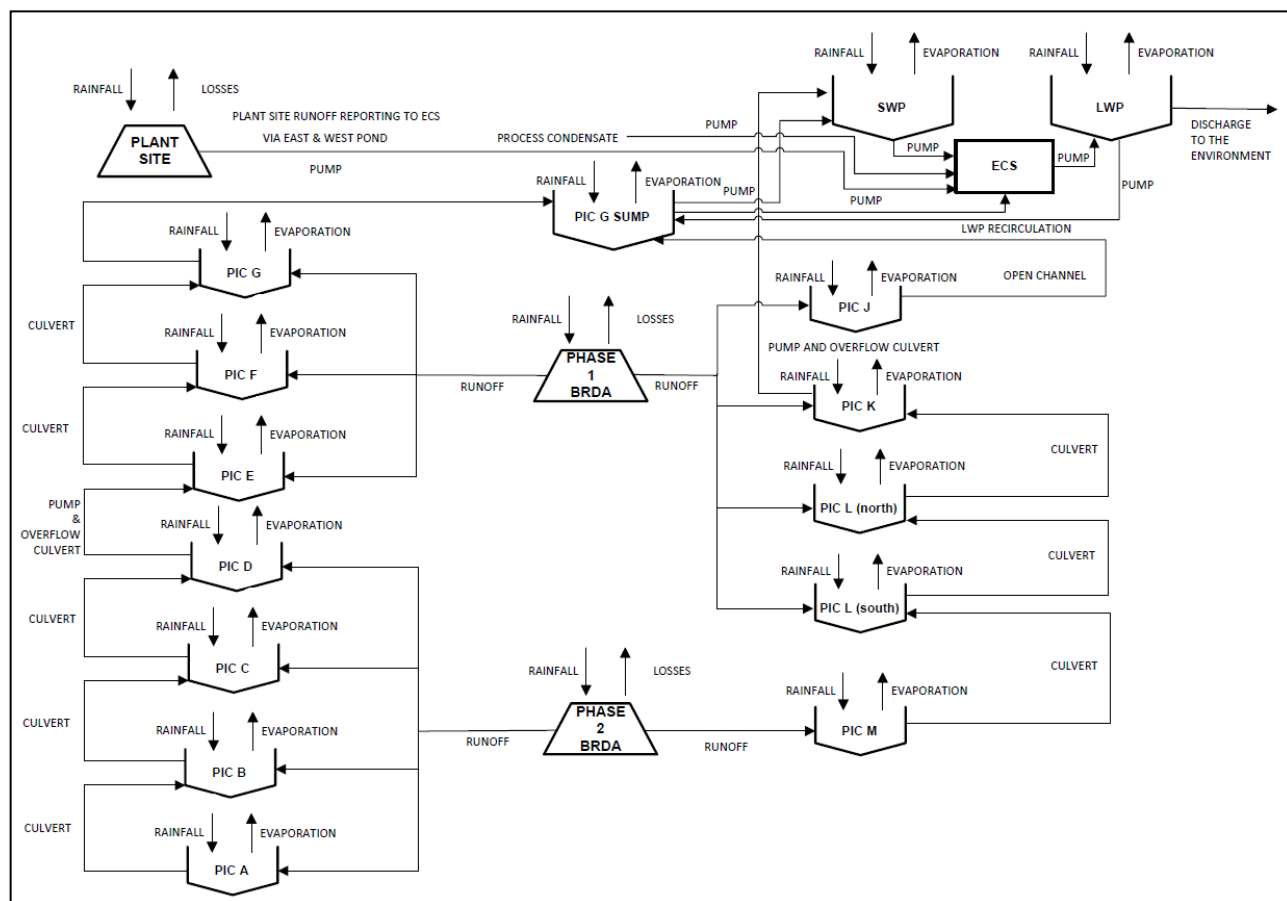 RAINFALL
EVAPORATION
RAINFALL
EVAPORATION
SWP
LWP
RAINFALL
LOSSES
PLANT SITE RUNOFF REPORTING TO ECS
VIA EAST & WEST POND
PUMP
PROCESS CONDENSATE
PUMP
PLANT
SITE
PUMP
ECS
PUMP
DISCHARGE
TO THE
ENVIRONMENT
RAINFALL
EVAPORATION
PIC G SUMP
PUMP
PUMP
PUMP
LWP RECIRCULATION
OPEN CHANNEL
RAINFALL
EVAPORATION
PIC G
CULVERT
RAINFALL
EVAPORATION
PIC F
CULVERT
RAINFALL
EVAPORATION
PIC E
PUMP
&
OVERFLOW
CULVERT
RAINFALL
EVAPORATION
PIC D
CULVERT
RAINFALL
EVAPORATION
PIC C
CULVERT
RAINFALL
EVAPORATION
PIC B
CULVERT
RAINFALL
EVAPORATION
PIC A
RAINFALL
LOSSES
PHASE
1
BRDA
RUNOFF
RUNOFF
RAINFALL
LOSSES
PHASE
2
BRDA
RUNOFF
RUNOFF
RAINFALL
EVAPORATION
PIC J
PUMP AND OVERFLOW CULVERT
RAINFALL
EVAPORATION
PIC K
CULVERT
RAINFALL
EVAPORATION
PIC L (north)
CULVERT
RAINFALL
EVAPORATION
PIC L (south)
CULVERT
RAINFALL
EVAPORATION
PIC M